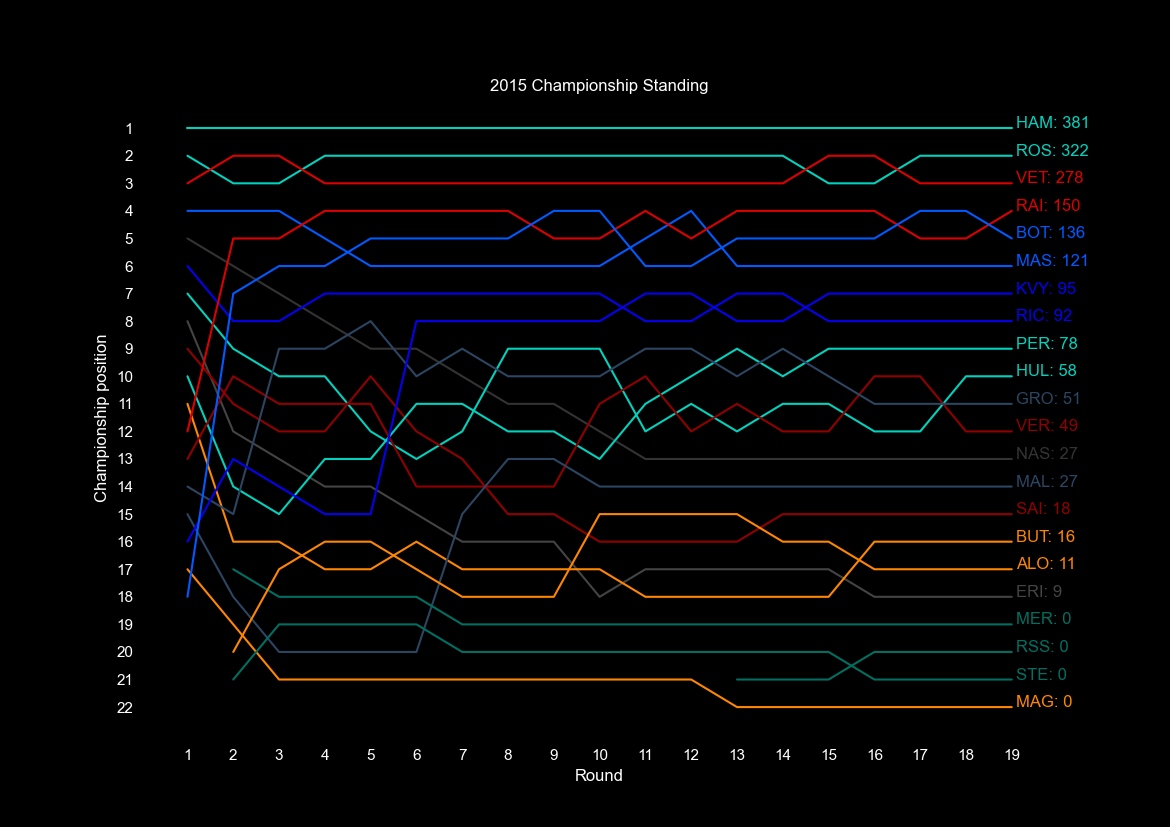 2015 Championship Standing
Championship position
1
2
3
4
5
6
7
8
9
10
11
12
13
14
15
16
17
18
19
20
21
22
HAM: 381
ROS: 322
VET: 278
RAI: 150
BOT: 136
MAS: 121
KVY: 95
RIC: 92
PER: 78
HUL: 58
GRO: 51
VER: 49
NAS: 27
MAL: 27
SAI: 18
BUT: 16
ALO: 11
ERI: 9
MER: 0
RSS: 0
STE: 0
MAG: 0
1 2 3 4 5 6 7 8 9 10 11 12 13 14 15 16 17 18 19
Round